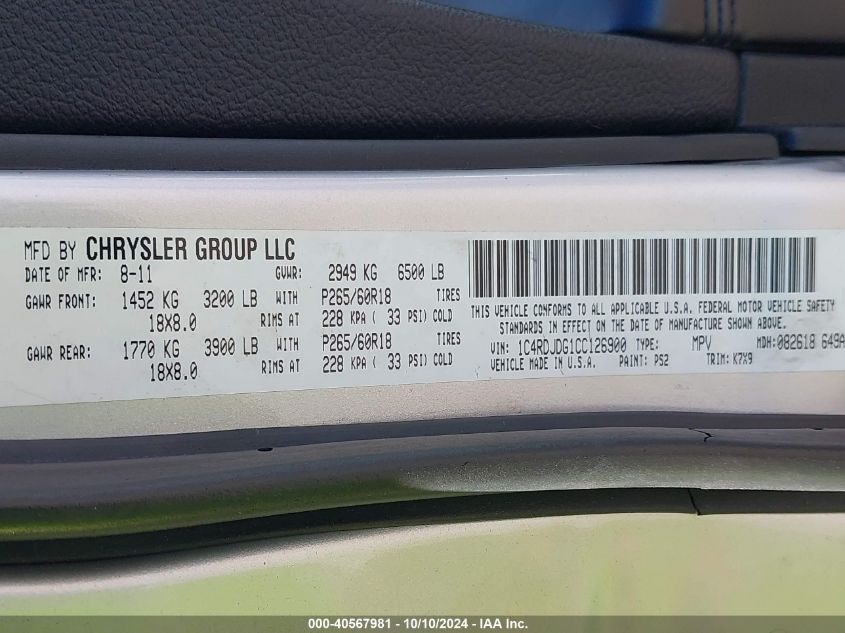 MFD BY CHRYSLER GROUP LLC
DATE OF MFR: 8-11 GVWR: 2949 KG 6500 LB
GAWR FRONT: 1452 KG 3200 LB WITH P265/60R18 TIRES
18X8.0 RIMS AT 228 KPA ( 33 PSI) COLD
GAWR REAR: 1770 KG 3900 LB WITH P265/60R18 TIRES
18X8.0 RIMS AT 228 KPA ( 33 PSI) COLD
THIS VEHICLE CONFORMS TO ALL APPLICABLE U.S.A. FEDERAL MOTOR VEHICLE SAFETY
STANDARDS IN EFFECT ON THE DATE OF MANUFACTURE SHOWN ABOVE.
VIN: 1C4RDJDG1CC126900 TYPE: MPV MDH: 082618 649A
VEHICLE MADE IN U.S.A. PAINT: PS2 TRIM: K7X9
000-40567981 - 10/10/2024 - IAA Inc.